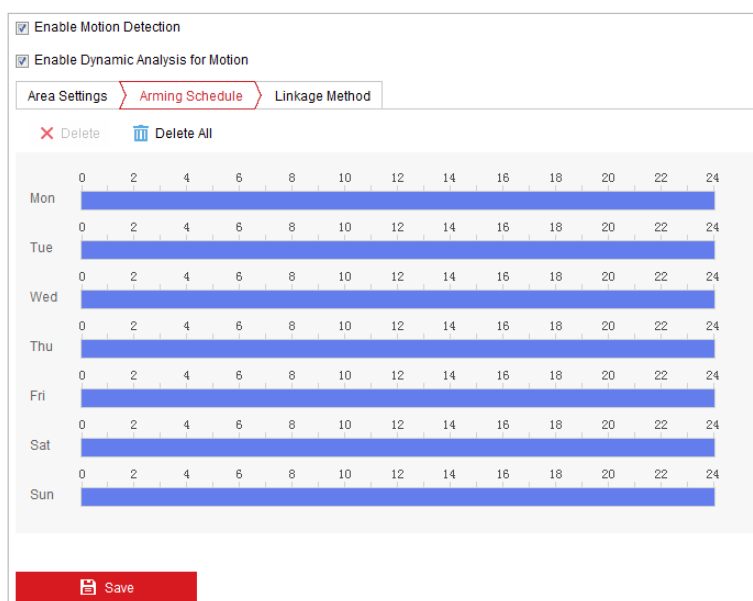 Enable Motion Detection
Enable Dynamic Analysis for Motion
Area Settings Arming Schedule Linkage Method
Delete Delete All
0 2 4 6 8 10 12 14 16 18 20 22 24
Mon
0 2 4 6 8 10 12 14 16 18 20 22 24
Tue
0 2 4 6 8 10 12 14 16 18 20 22 24
Wed
0 2 4 6 8 10 12 14 16 18 20 22 24
Thu
0 2 4 6 8 10 12 14 16 18 20 22 24
Fri
0 2 4 6 8 10 12 14 16 18 20 22 24
Sat
0 2 4 6 8 10 12 14 16 18 20 22 24
Sun
Save